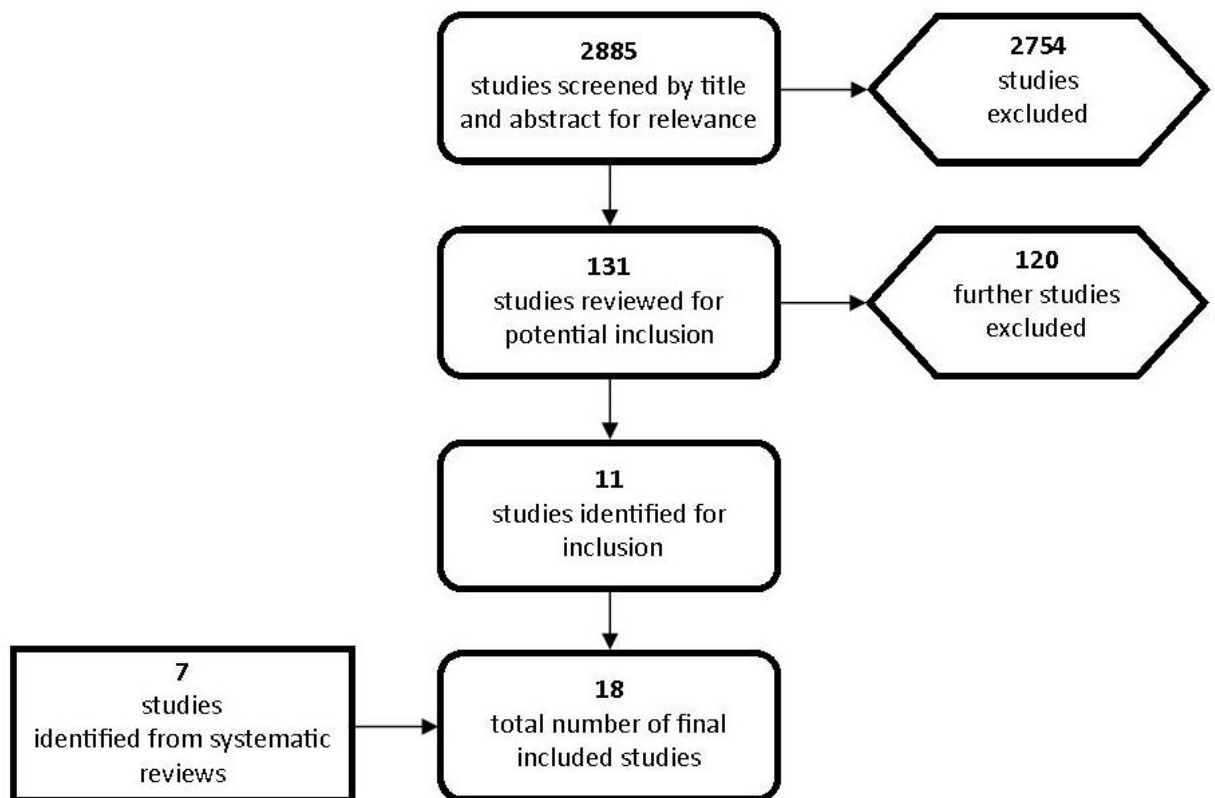 2885
studies screened by title
and abstract for relevance
2754
studies
excluded
131
studies reviewed for
potential inclusion
120
further studies
excluded
11
studies identified for
inclusion
7
studies
identified from systematic
reviews
18
total number of final
included studies